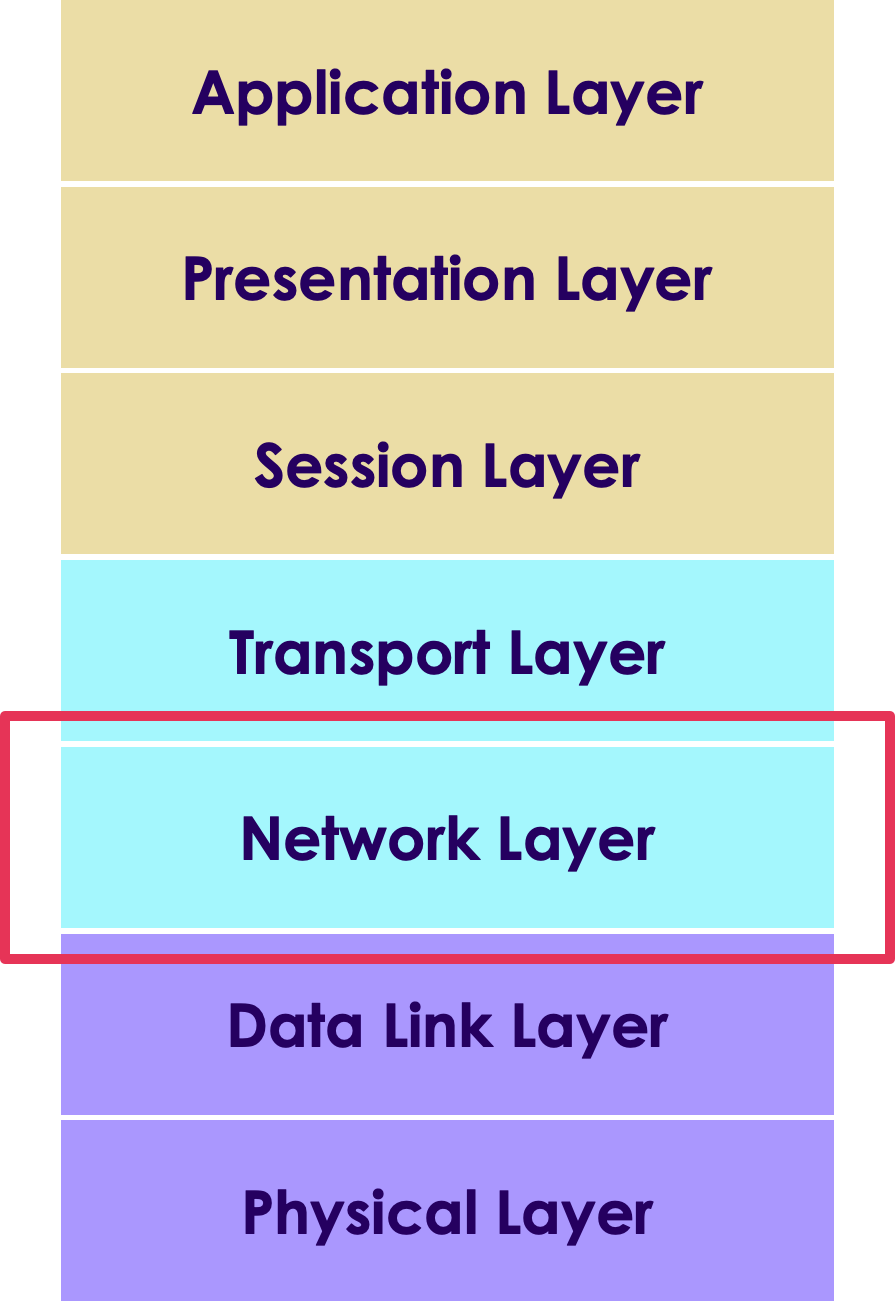 Application Layer
Presentation Layer
Session Layer
Transport Layer
Network Layer
Data Link Layer
Physical Layer